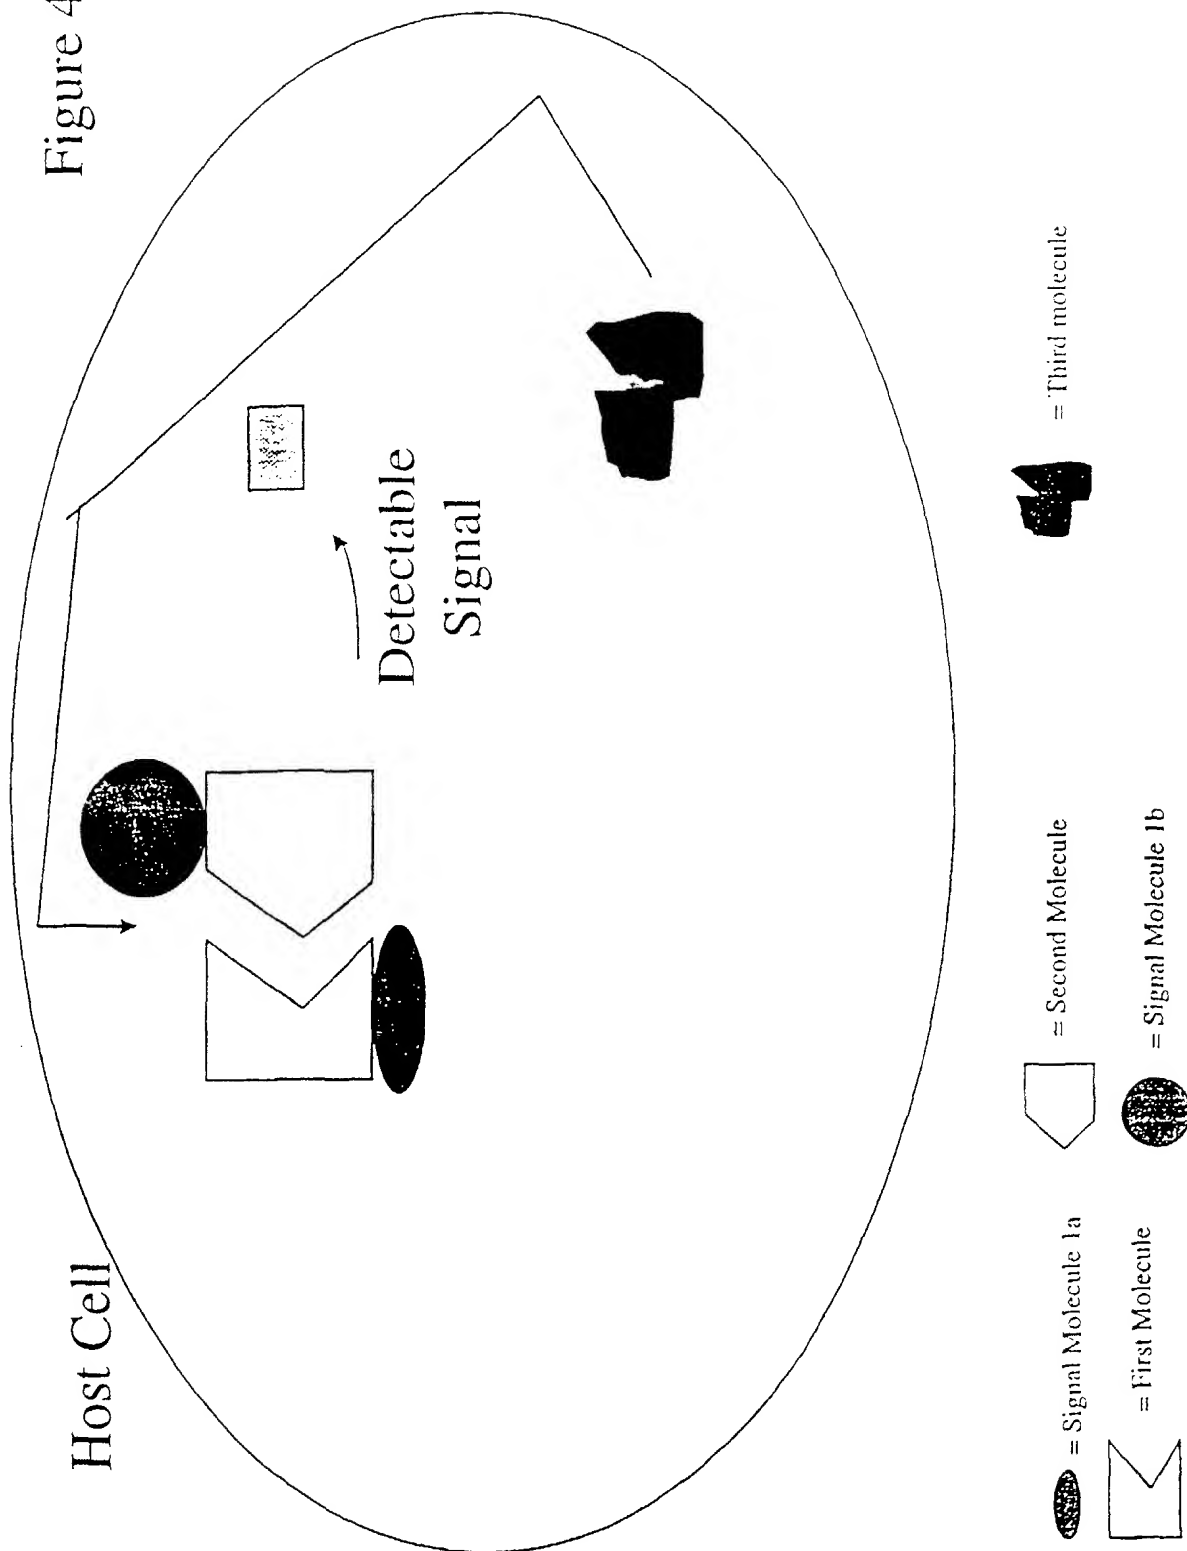 Figure 4
Host Cell
Detectable
Signal
= Signal Molecule 1a
= Second Molecule
= Third molecule
= First Molecule
= Signal Molecule 1b